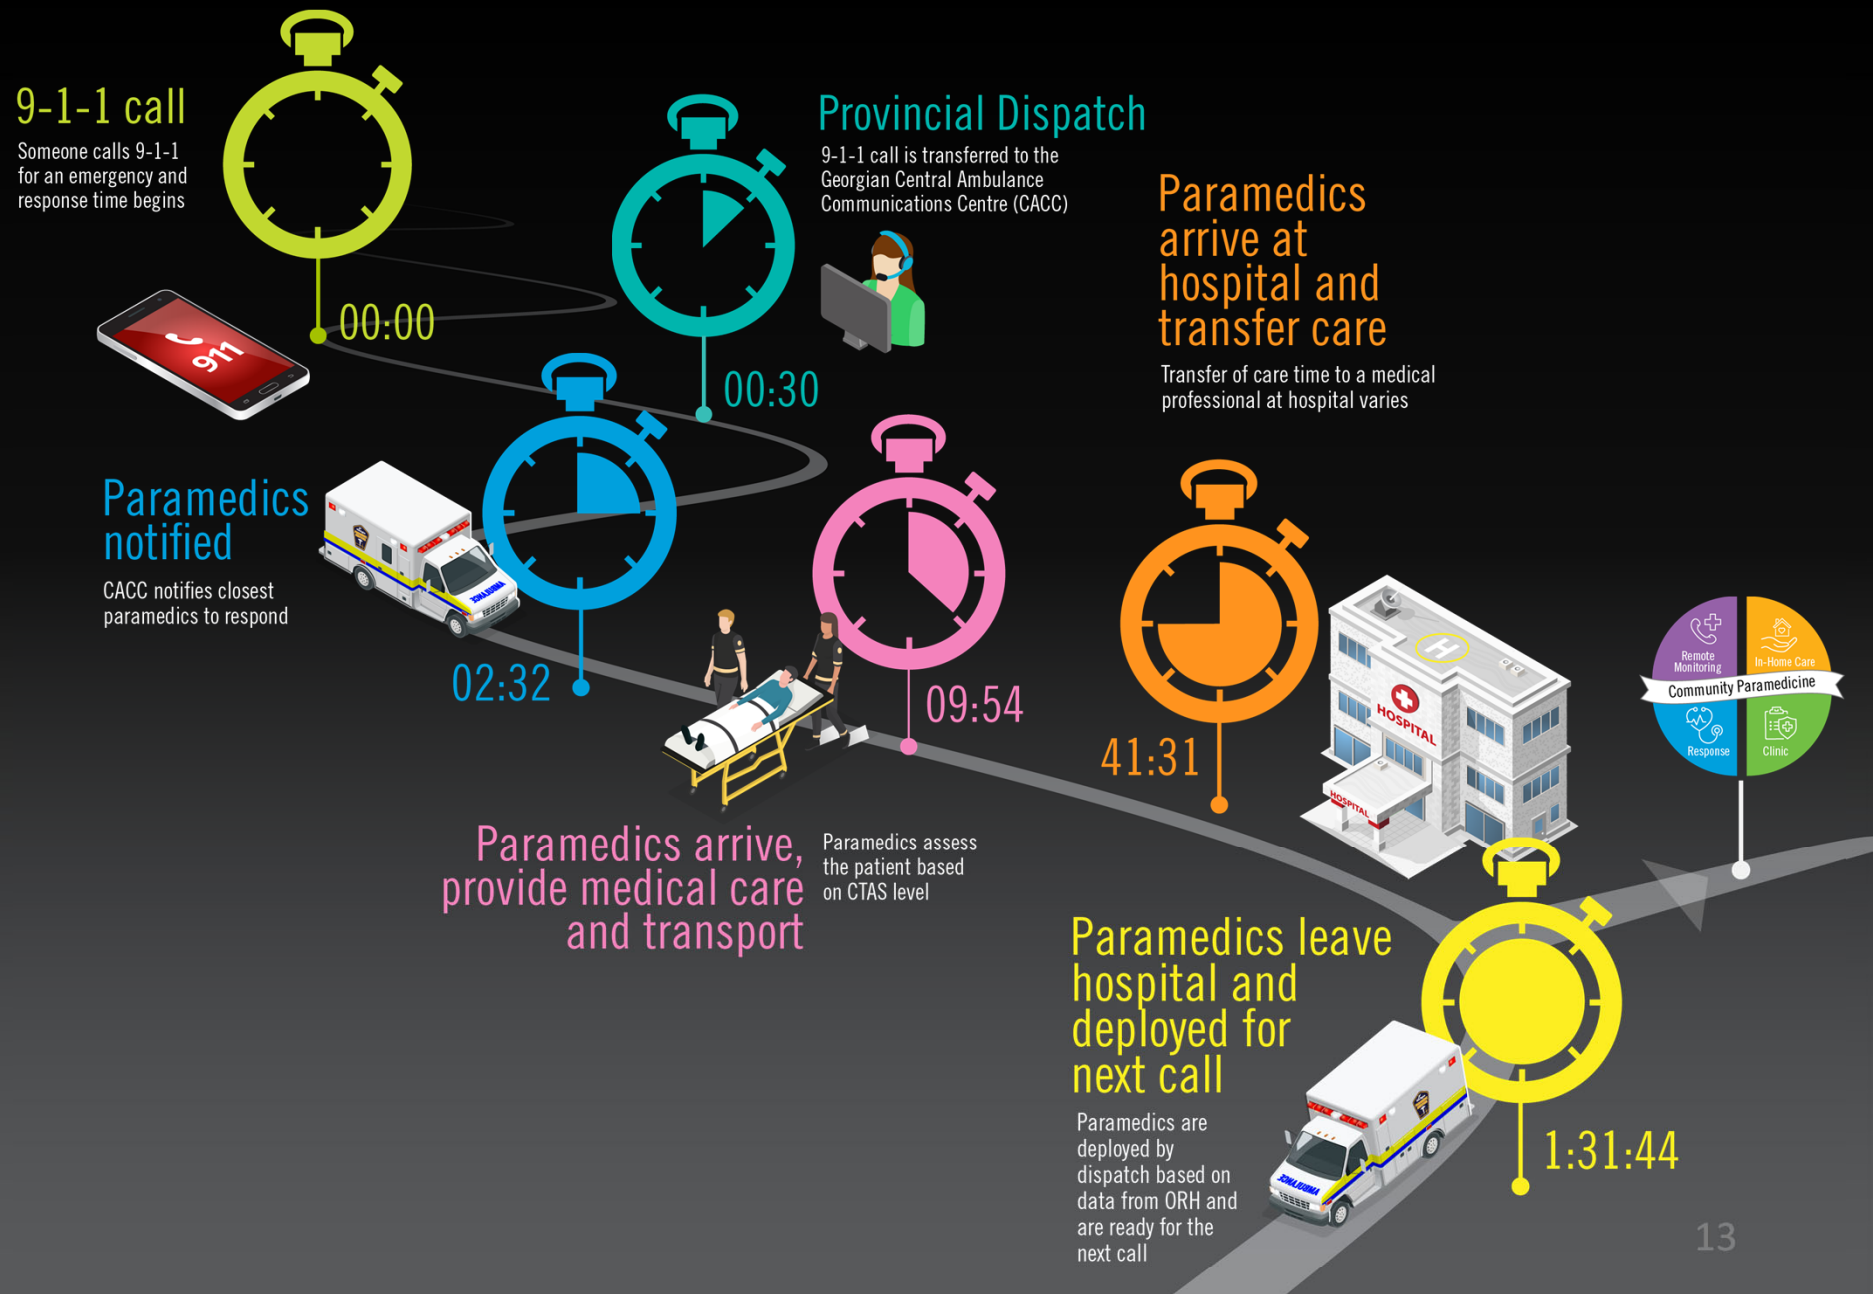 9-1-1 call
Someone calls 9-1-1
for an emergency and
response time begins
00:00
911
Provincial Dispatch
9-1-1 call is transferred to the
Georgian Central Ambulance
Communications Centre (CACC)
00:30
Paramedics
notified
CACC notifies closest
paramedics to respond
AMBULANCE
02:32
Paramedics arrive,
provide medical care
and transport
Paramedics assess
the patient based
on CTAS level
09:54
Paramedics
arrive at
hospital and
transfer care
Transfer of care time to a medical
professional at hospital varies
41:31
H
HOSPITAL
HOSPITAL
Remote
Monitoring
In-Home Care
Community Paramedicine
Response
Clinic
Paramedics leave
hospital and
deployed for
next call
Paramedics are
deployed by
dispatch based on
data from ORH and
are ready for the
next call
AMBULANCE
1:31:44
13